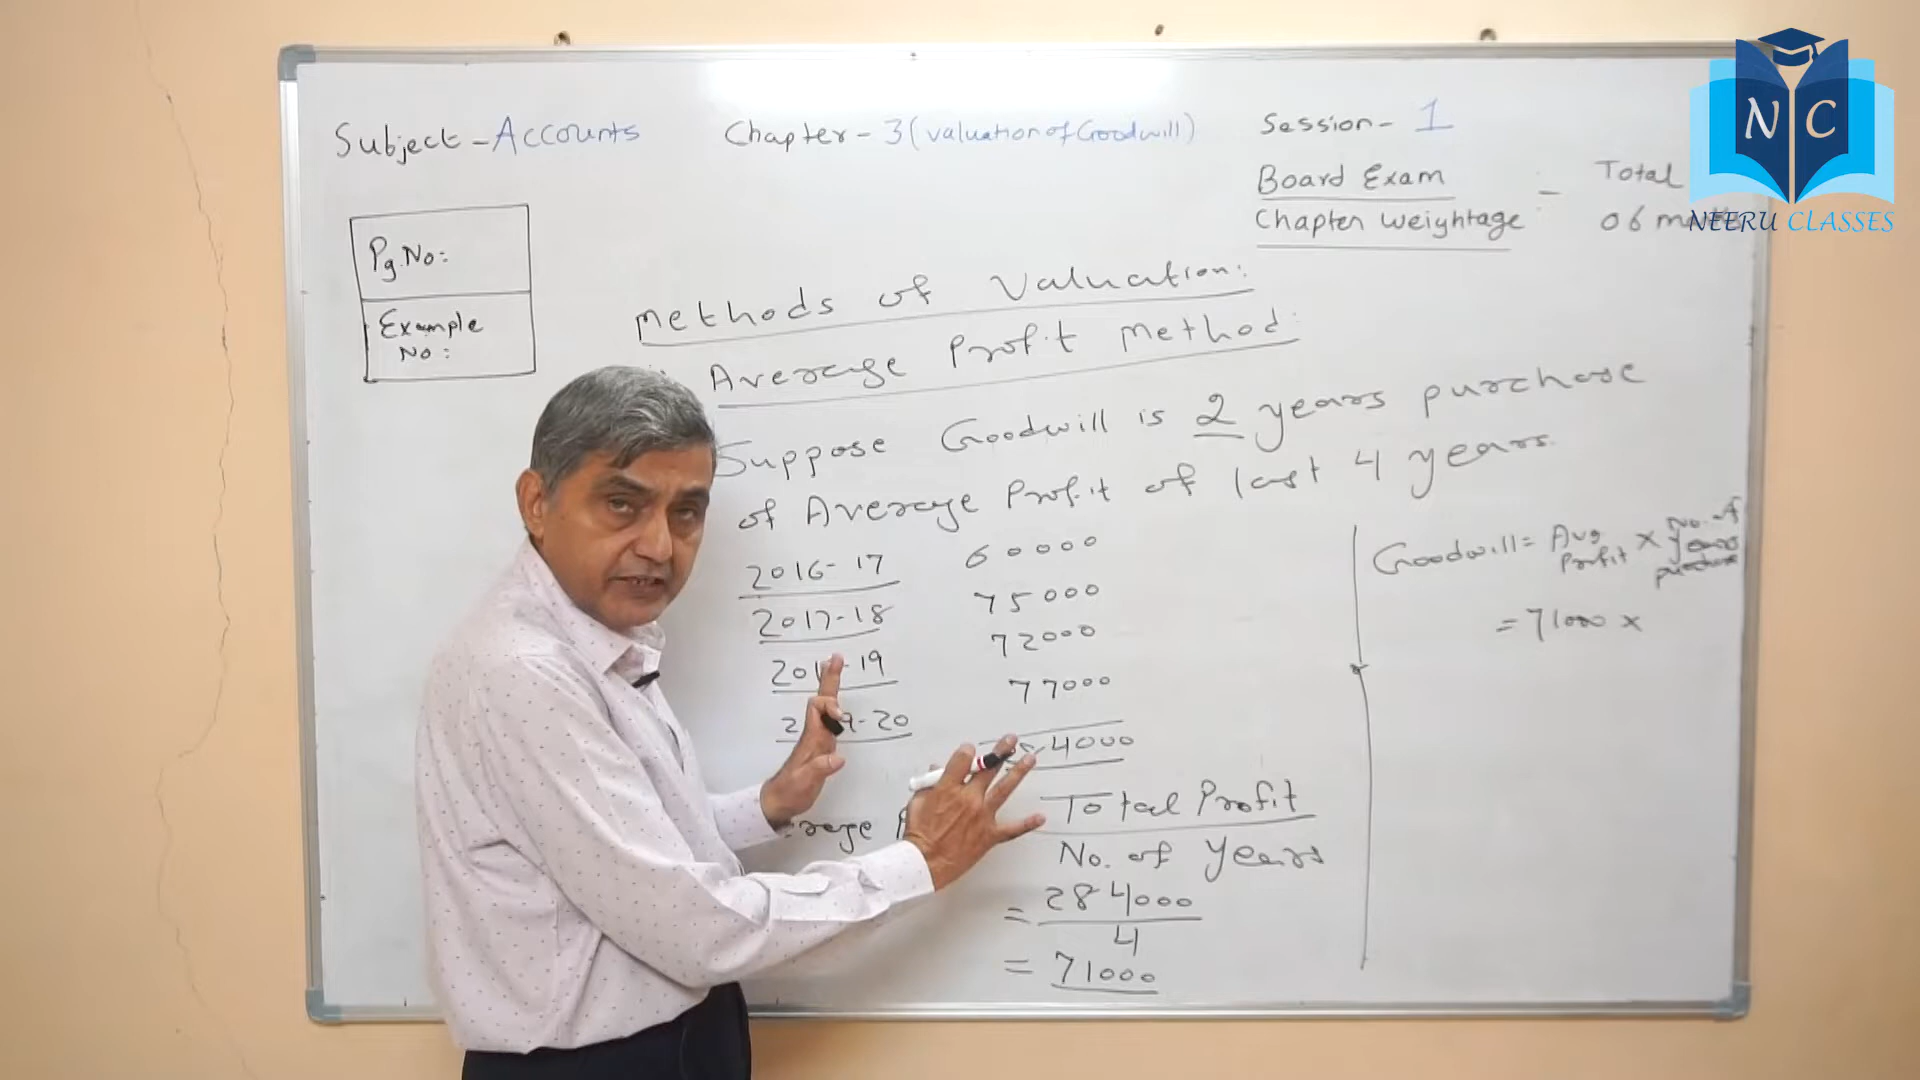 Subject - Accounts
Chapter - 3 (valuation of Goodwill)
Session - 1
Board Exam
Chapter weightage
- Total
06
N C
NEERU CLASSES
Pg. No:
Example
No:
Methods of Valuation:
Average Profit Method:
Suppose Goodwill is 2 years purchase
of Average Profit of last 4 years
2016-17 60000
2017-18 75000
-19 72000
-20 77000
4000
Total Profit
No. of Years
= 284000
4
= 71000
Goodwill = Avg Profit x No. of Years purchase
= 71000 x